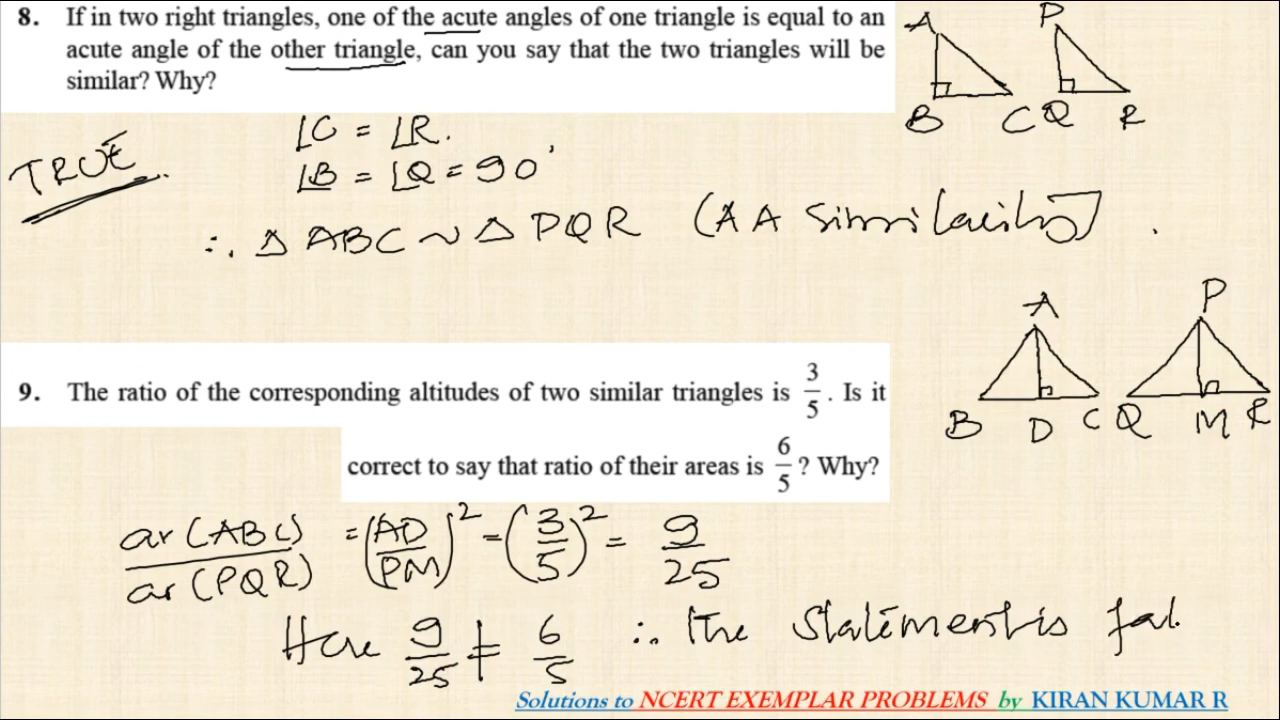 8. If in two right triangles, one of the acute angles of one triangle is equal to an
acute angle of the other triangle, can you say that the two triangles will be
similar? Why?
A P
B C Q R
TRUE
∠C = ∠R.
∠B = ∠Q = 90°
∴ △ ABC ~ △ PQR (AA Similarity).
A P
B D C Q M R
9. The ratio of the corresponding altitudes of two similar triangles is 3/5. Is it
correct to say that ratio of their areas is 6/5? Why?
ar(ABC)/ar(PQR) = (AD/PM)² = (3/5)² = 9/25
Here 9/25 ≠ 6/5 ∴ The Statement is fal
Solutions to NCERT EXEMPLAR PROBLEMS by KIRAN KUMAR R